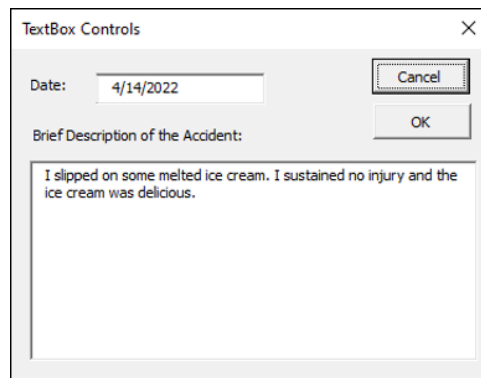 TextBox Controls
Date: 4/14/2022
Cancel
OK
Brief Description of the Accident:
I slipped on some melted ice cream. I sustained no injury and the
ice cream was delicious.